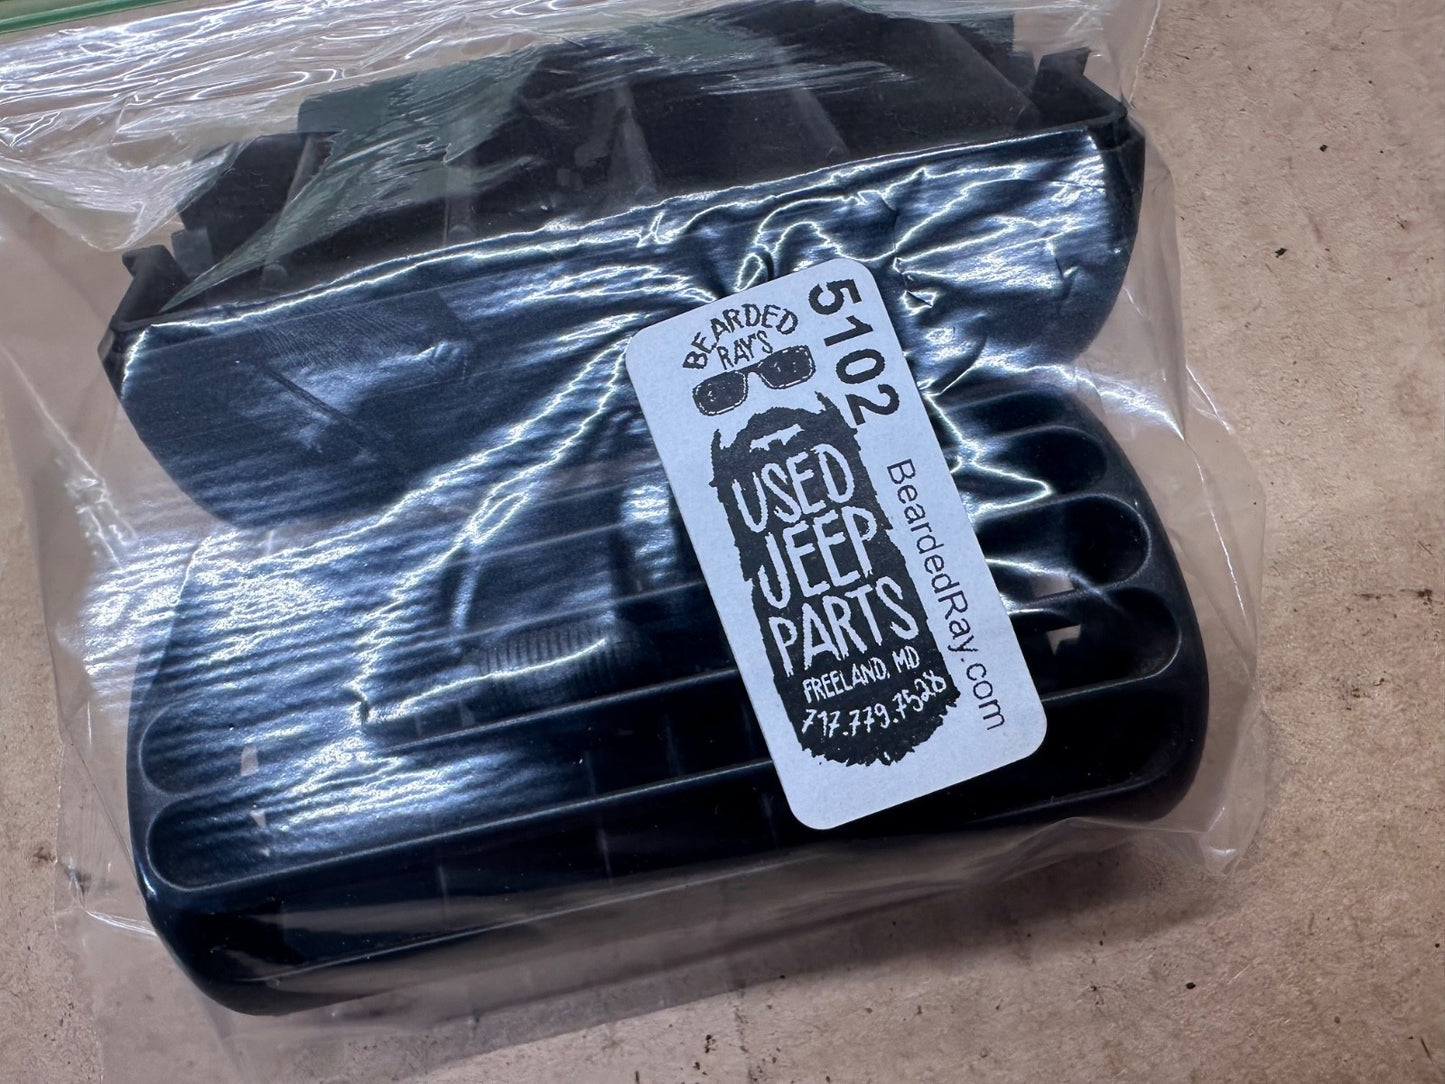 BEARDED
RAY'S
USED
JEEP
PARTS
FREELAND, MD
717.779.7528
5102
BeardedRay.com